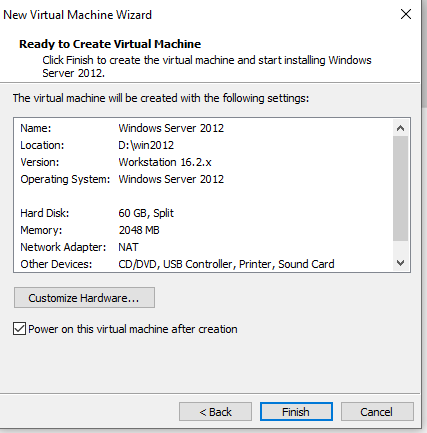 New Virtual Machine Wizard
Ready to Create Virtual Machine
Click Finish to create the virtual machine and start installing Windows
Server 2012.
The virtual machine will be created with the following settings:
Name: Windows Server 2012
Location: D:\win2012
Version: Workstation 16.2.x
Operating System: Windows Server 2012
Hard Disk: 60 GB, Split
Memory: 2048 MB
Network Adapter: NAT
Other Devices: CD/DVD, USB Controller, Printer, Sound Card
Customize Hardware...
Power on this virtual machine after creation
< Back Finish Cancel